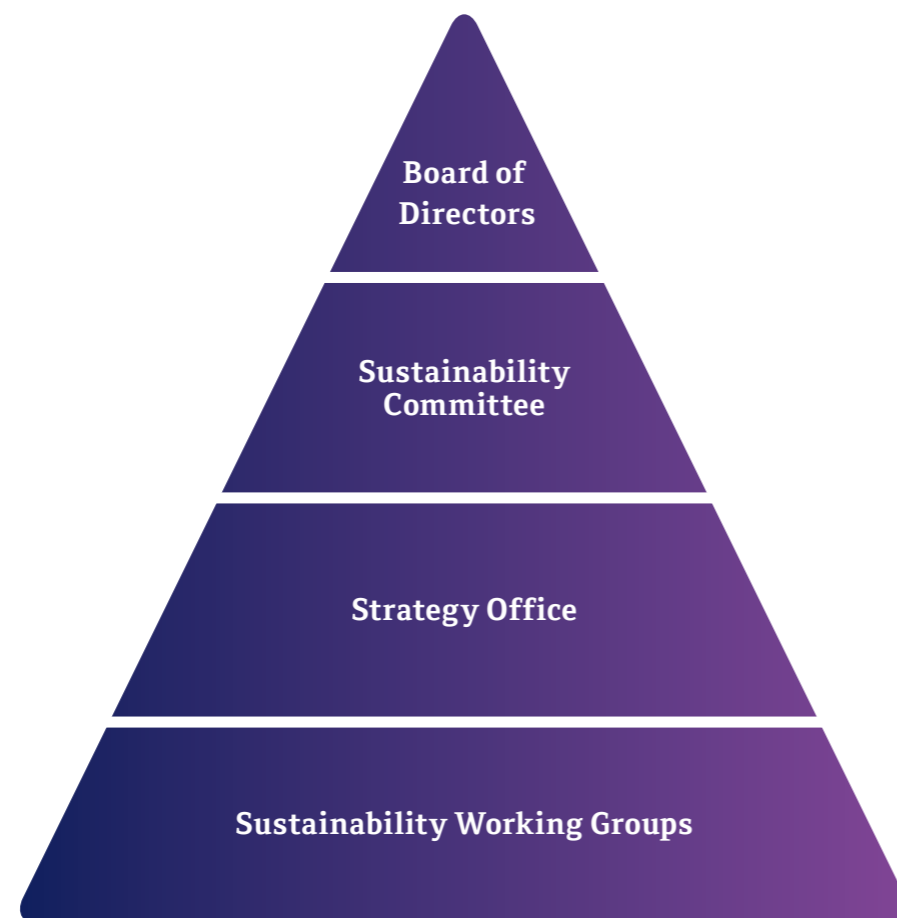 Board of
Directors
Sustainability
Committee
Strategy Office
Sustainability Working Groups